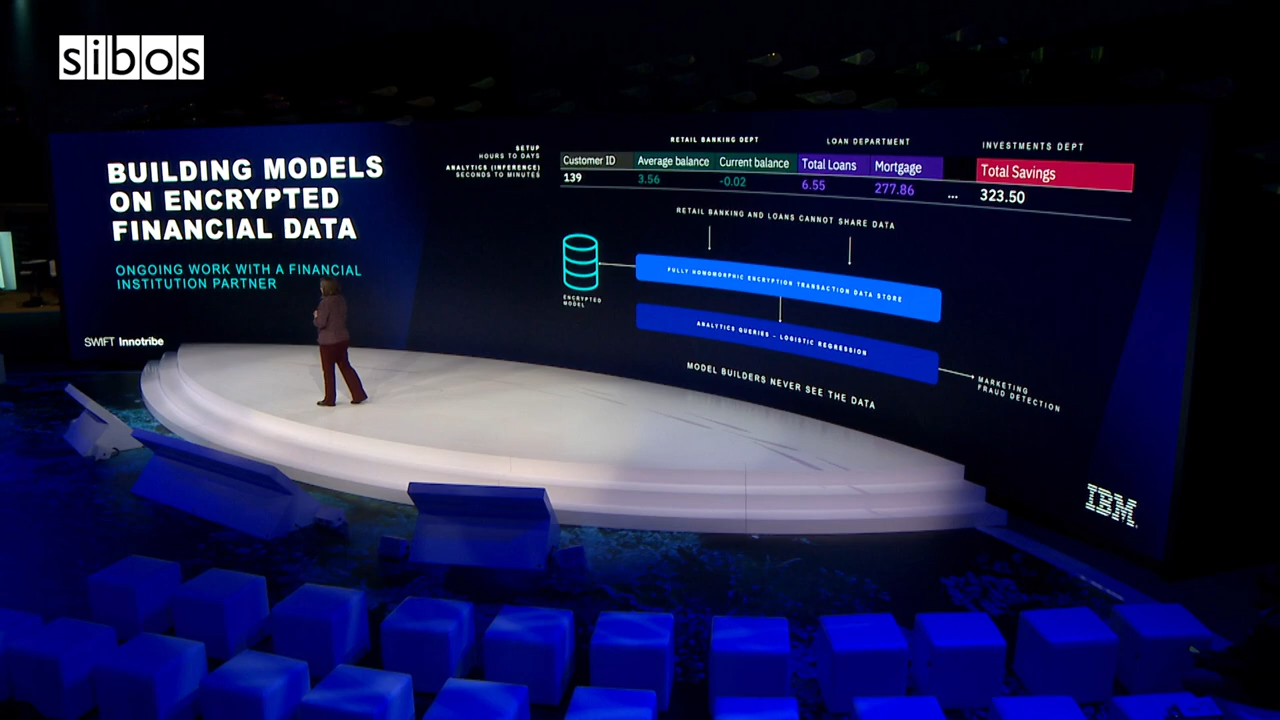 sibos
BUILDING MODELS
ON ENCRYPTED
FINANCIAL DATA
ONGOING WORK WITH A FINANCIAL
INSTITUTION PARTNER
SWIFT Innotribe
SETUP
HOURS TO DAYS
ANALYTICS (INFERENCE)
SECONDS TO MINUTES
RETAIL BANKING DEPT LOAN DEPARTMENT INVESTMENTS DEPT
Customer ID Average balance Current balance Total Loans Mortgage Total Savings
139 3.56 -0.02 6.55 277.86 ... 323.50
RETAIL BANKING AND LOANS CANNOT SHARE DATA
ENCRYPTED
MODEL
FULLY HOMOMORPHIC ENCRYPTION TRANSACTION DATA STORE
ANALYTICS QUERIES – LOGISTIC REGRESSION
MARKETING
FRAUD DETECTION
MODEL BUILDERS NEVER SEE THE DATA
IBM